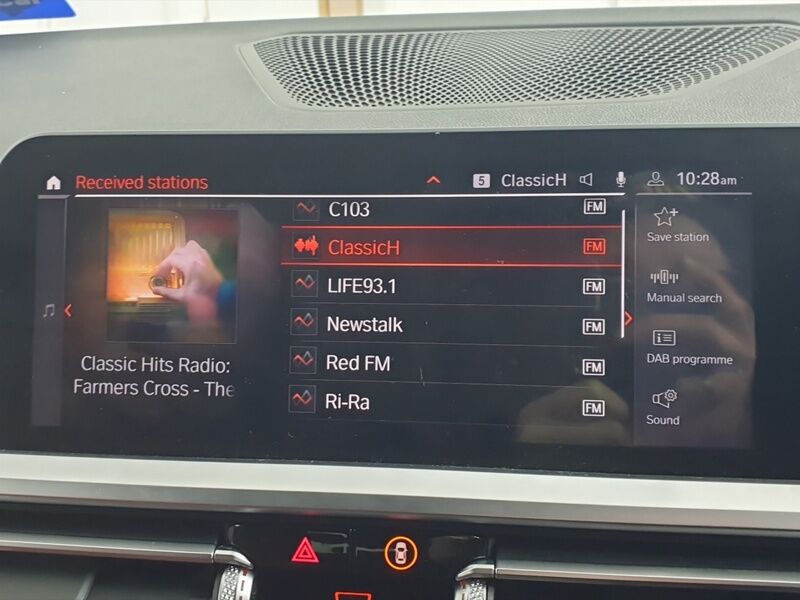 Received stations
5 ClassicH
10:28am
C103 FM
ClassicH FM
LIFE93.1 FM
Newstalk FM
Red FM FM
Ri-Ra FM
Classic Hits Radio:
Farmers Cross - The
Save station
Manual search
DAB programme
Sound